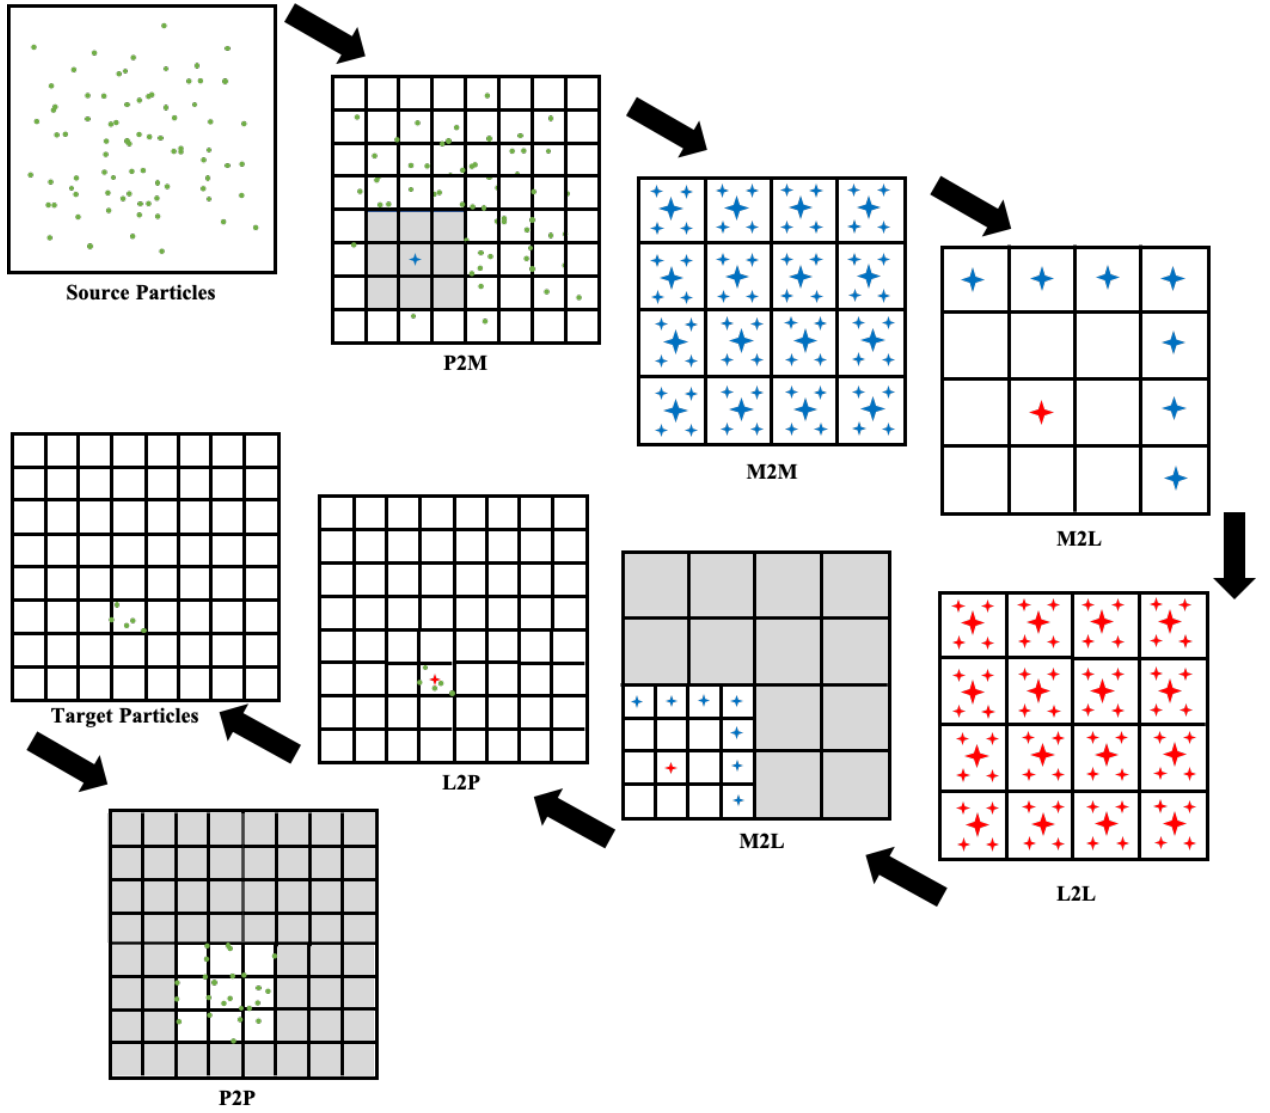 Source Particles
P2M
M2M
M2L
L2L
M2L
L2P
Target Particles
P2P